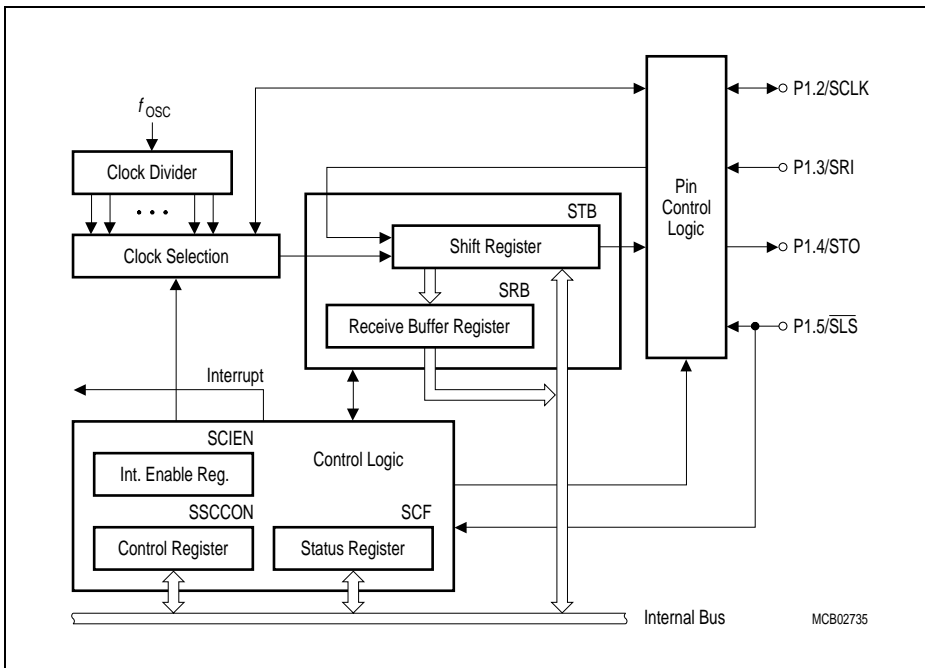 f OSC
Clock Divider
• • •
Clock Selection
STB
Shift Register
SRB
Receive Buffer Register
Pin
Control
Logic
P1.2/SCLK
P1.3/SRI
P1.4/STO
P1.5/SLS
Interrupt
SCIEN
Int. Enable Reg.
Control Logic
SSCCON
Control Register
SCF
Status Register
Internal Bus
MCB02735